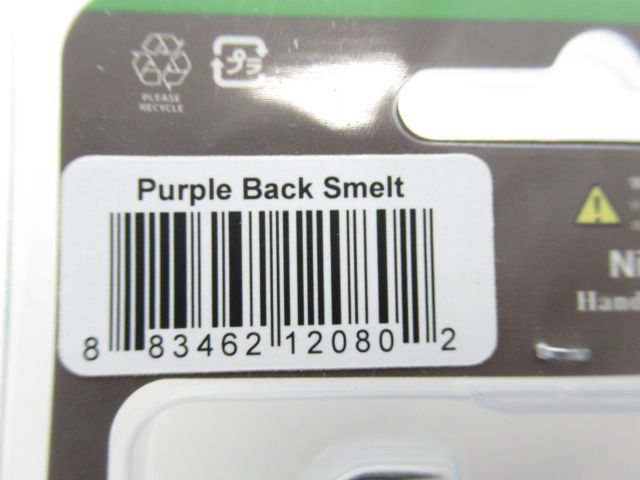 PLEASE
RECYCLE
プラ
Purple Back Smelt
8 83462 12080 2
Ni
Hand